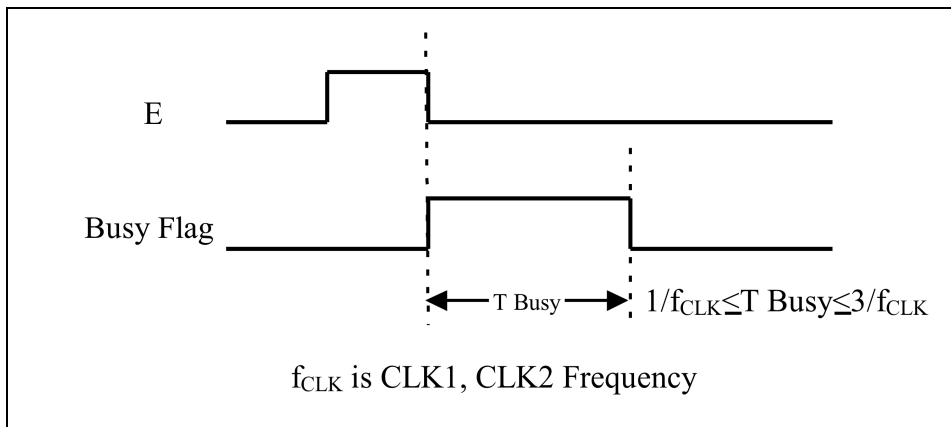 E
Busy Flag
T Busy
1/fCLK≤T Busy≤3/fCLK
fCLK is CLK1, CLK2 Frequency